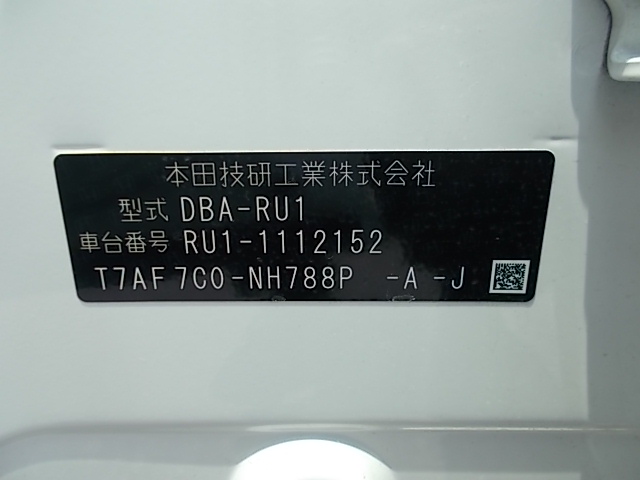 本田技研工業株式会社
型式 DBA-RU1
車台番号 RU1-1112152
T7AF7C0-NH788P -A -J